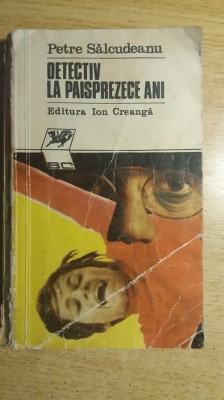 Petre Sălcudeanu
DETECTIV
LA PAISPREZECE ANI
Editura Ion Creangă